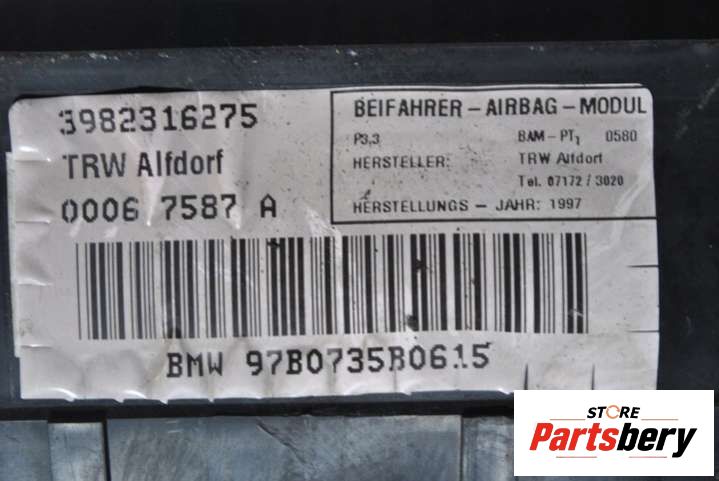 3982316275
TRW Alfdorf
0006 7587 A
BEIFAHRER - AIRBAG - MODUL
P3,3 BAM - PT1 0580
HERSTELLER: TRW Alfdorf
Tel. 07172 / 3020
HERSTELLUNGS - JAHR: 1997
BMW 97B0735B0615
STORE
Partsbery